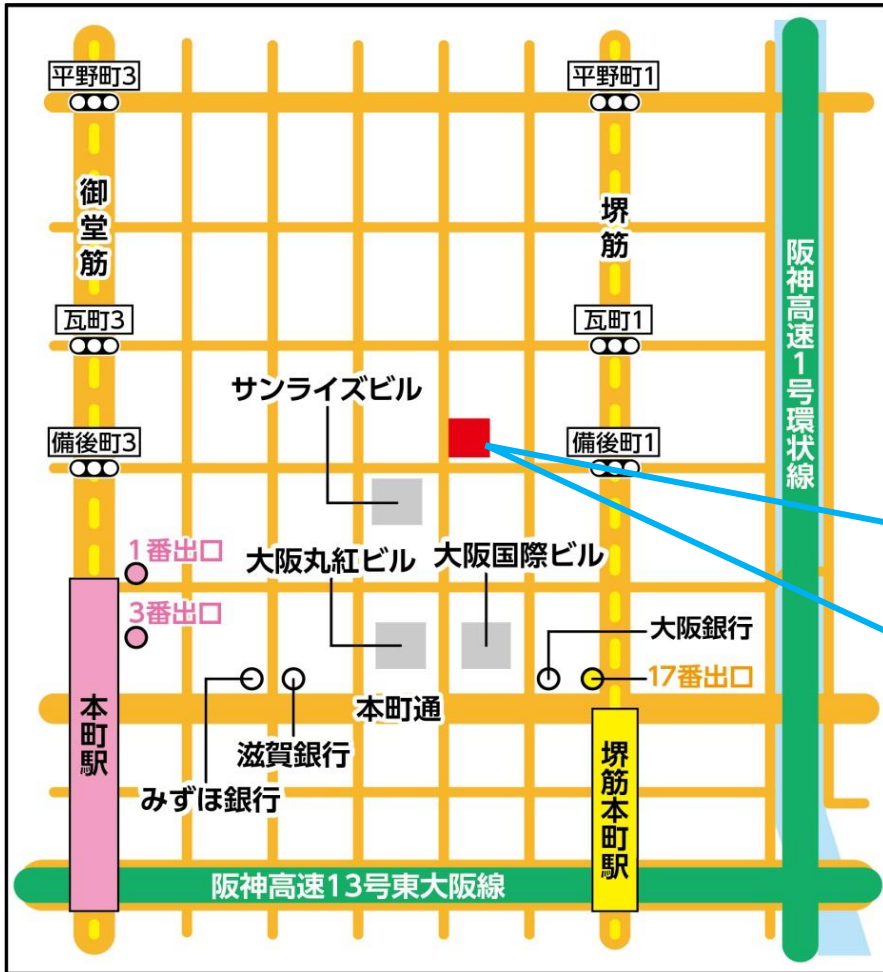 平野町3
平野町1
御堂筋
堺筋
阪神高速1号環状線
瓦町3
瓦町1
サンライズビル
備後町3
備後町1
1番出口
大阪丸紅ビル
大阪国際ビル
3番出口
大阪銀行
17番出口
本町駅
本町通
滋賀銀行
みずほ銀行
堺筋本町駅
阪神高速13号東大阪線